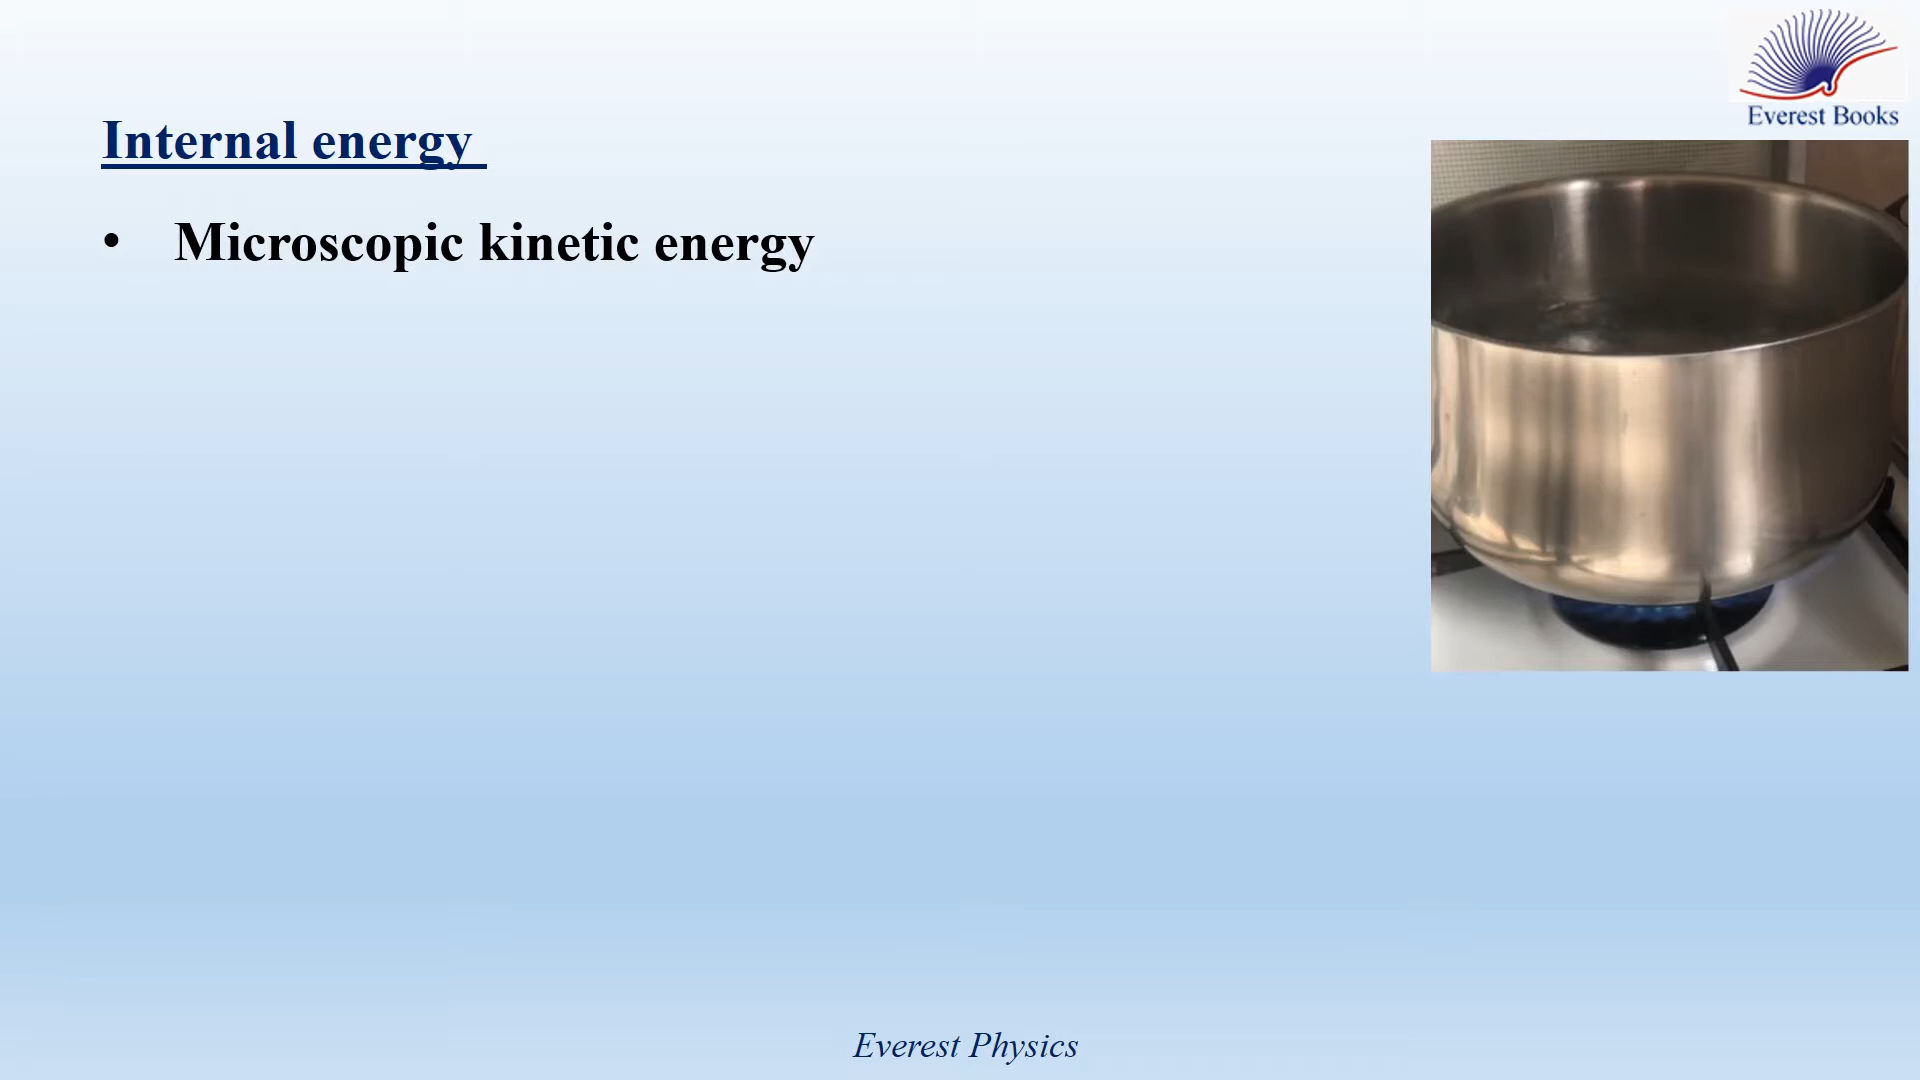 Everest Books
Internal energy
• Microscopic kinetic energy
Everest Physics